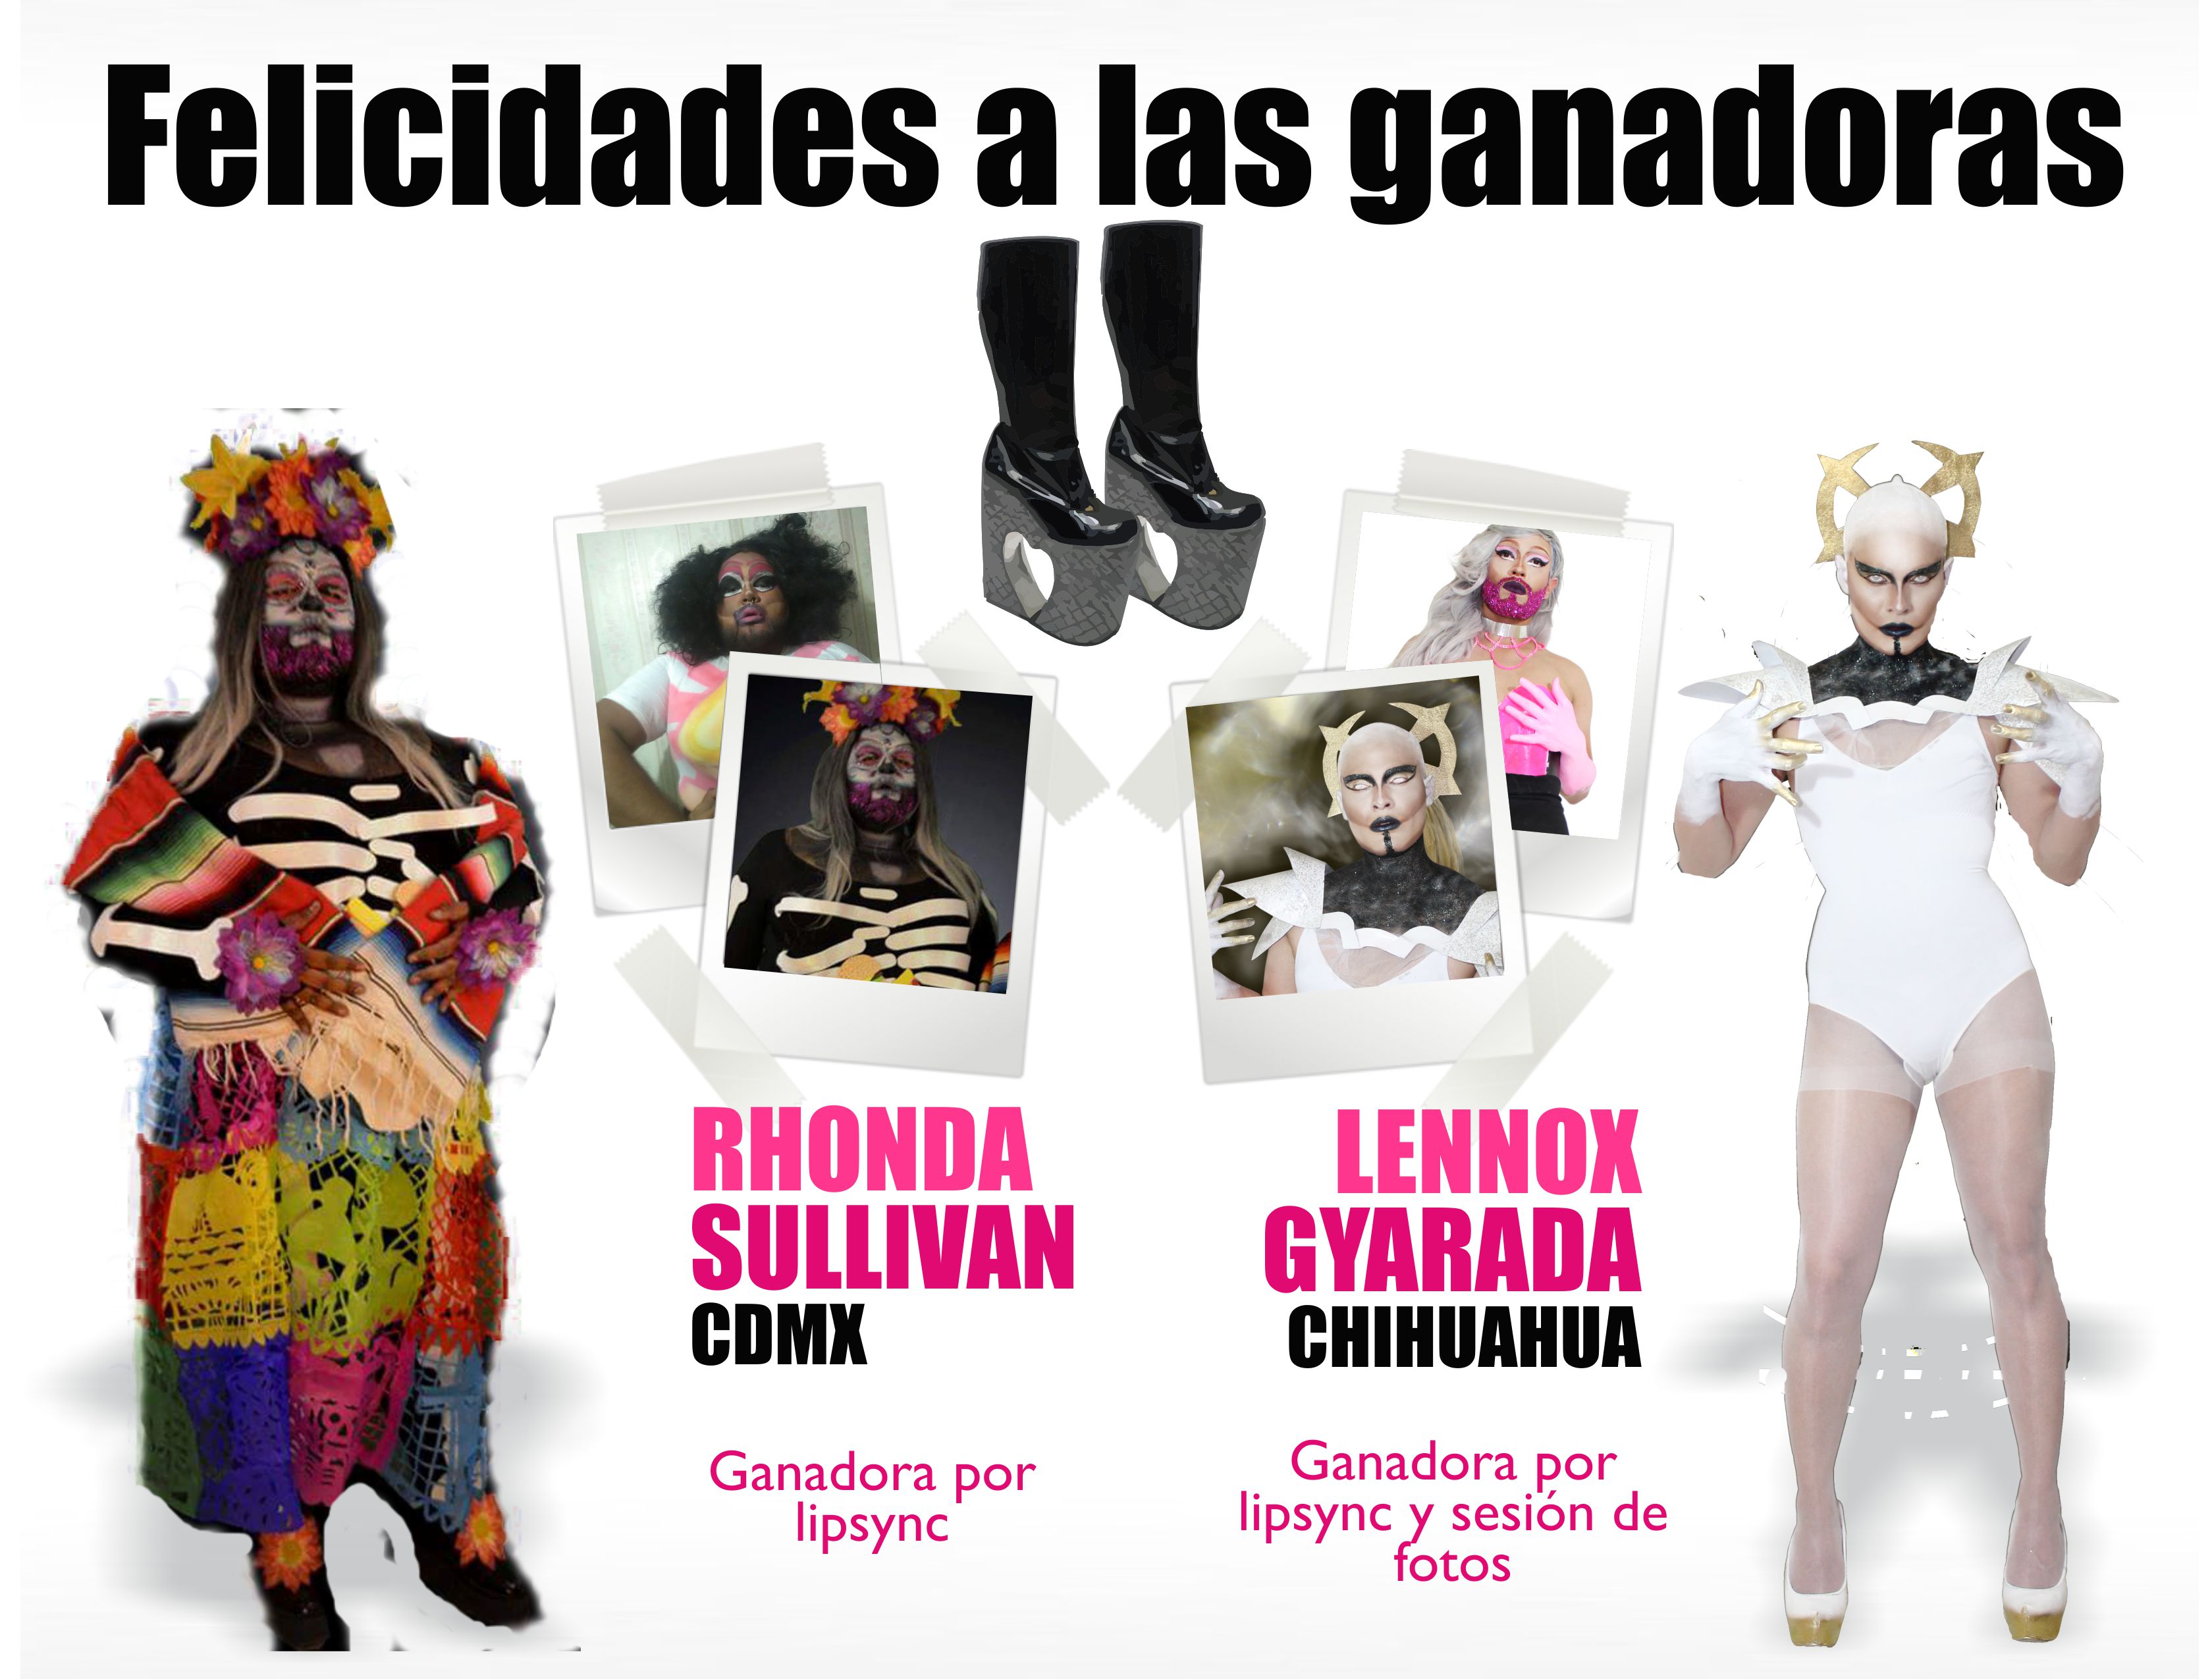 Felicidades a las ganadoras
RHONDA
SULLIVAN
CDMX
Ganadora por
lipsync
LENNOX
GYARADA
CHIHUAHUA
Ganadora por
lipsync y sesión de
fotos